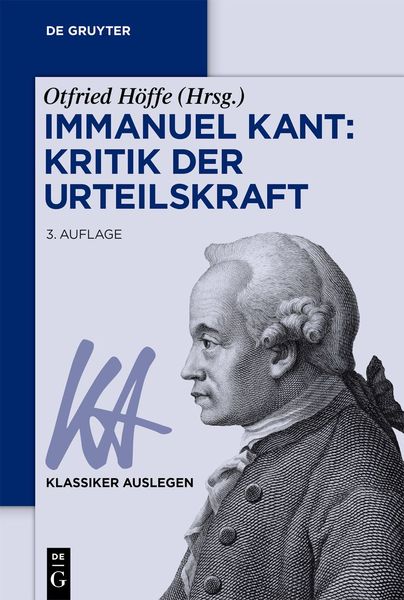 DE GRUYTER
Otfried Höffe (Hrsg.)
IMMANUEL KANT:
KRITIK DER
URTEILSKRAFT
3. AUFLAGE
KA
KLASSIKER AUSLEGEN
DE
G